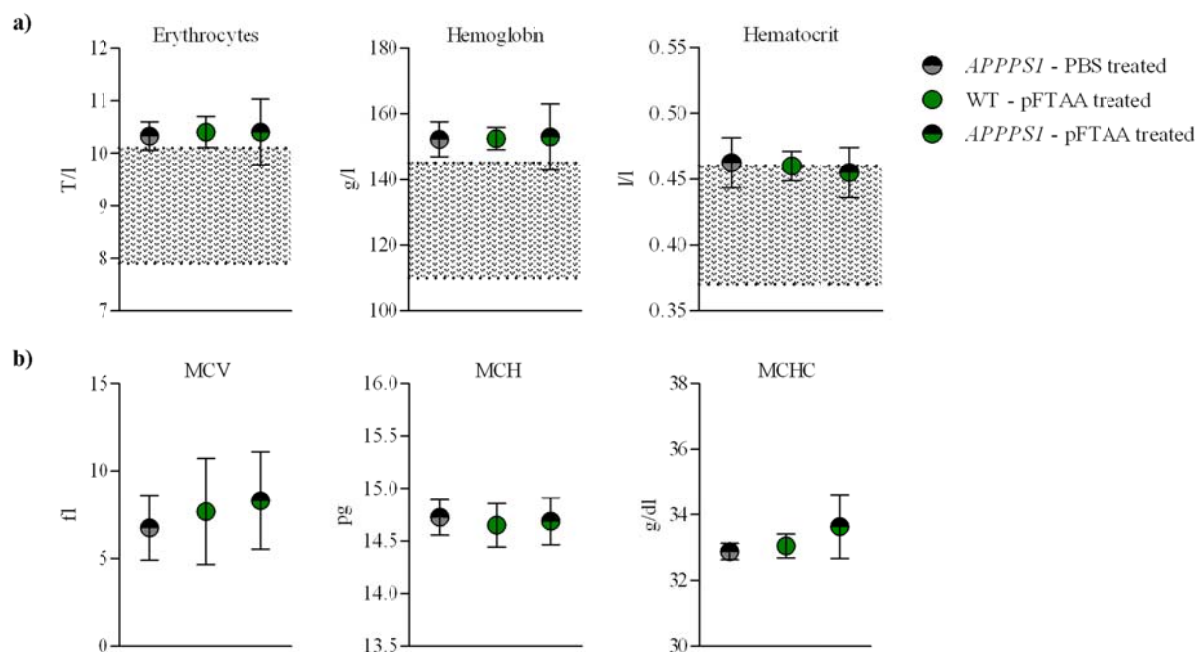 a)
Erythrocytes
12
11
10
9
8
7
T/l
Hemoglobin
180
160
140
120
100
g/l
Hematocrit
0.55
0.50
0.45
0.40
0.35
l/l
APPPS1 - PBS treated
WT - pFTAA treated
APPPS1 - pFTAA treated
b)
MCV
15
10
5
0
fl
MCH
16.0
15.5
15.0
14.5
14.0
13.5
pg
MCHC
38
36
34
32
30
g/dl